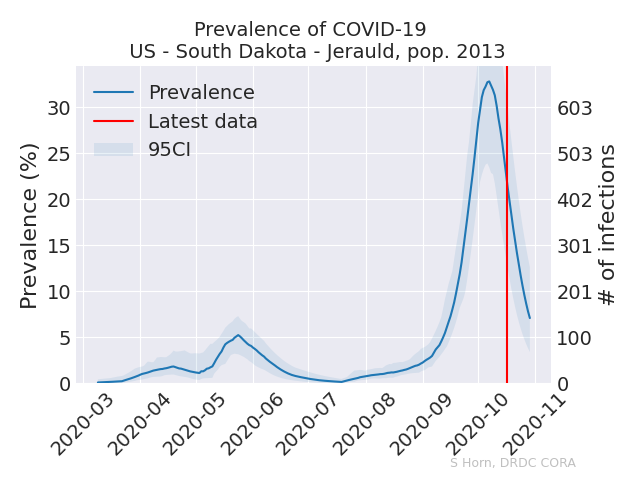 Prevalence of COVID-19
US - South Dakota - Jerauld, pop. 2013
Prevalence
Latest data
95CI
Prevalence (%)
30
25
20
15
10
5
0
603
503
402
301
201
100
0
# of infections
2020-03
2020-04
2020-05
2020-06
2020-07
2020-08
2020-09
2020-10
2020-11
S Horn, DRDC CORA